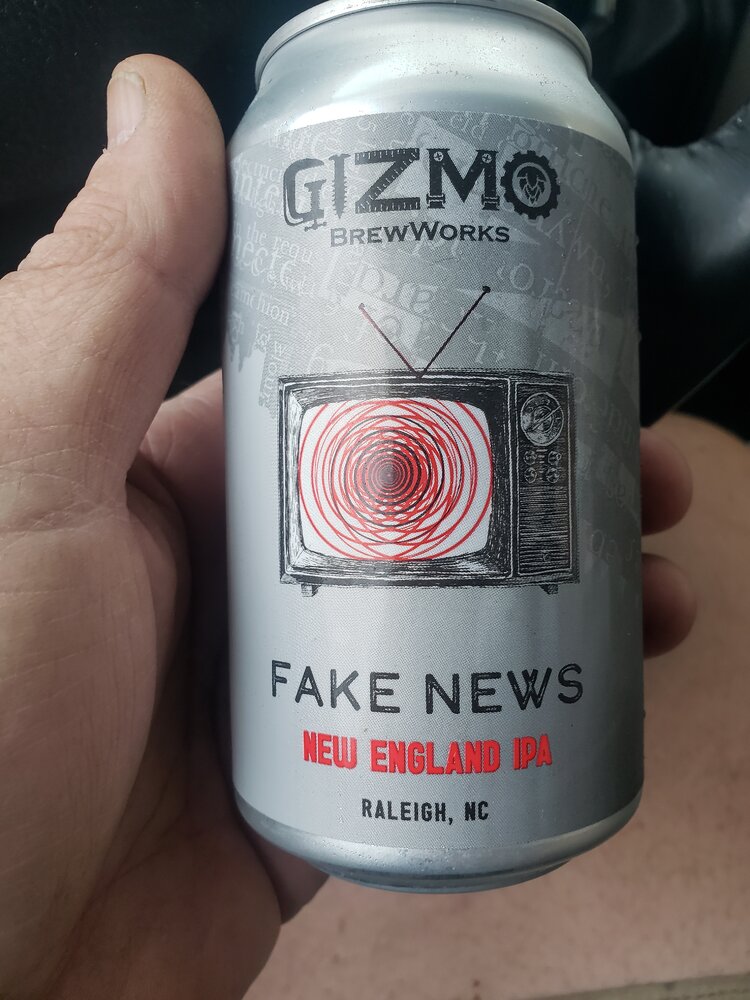 GIZMO
BREWWORKS
FAKE NEWS
NEW ENGLAND IPA
RALEIGH, NC